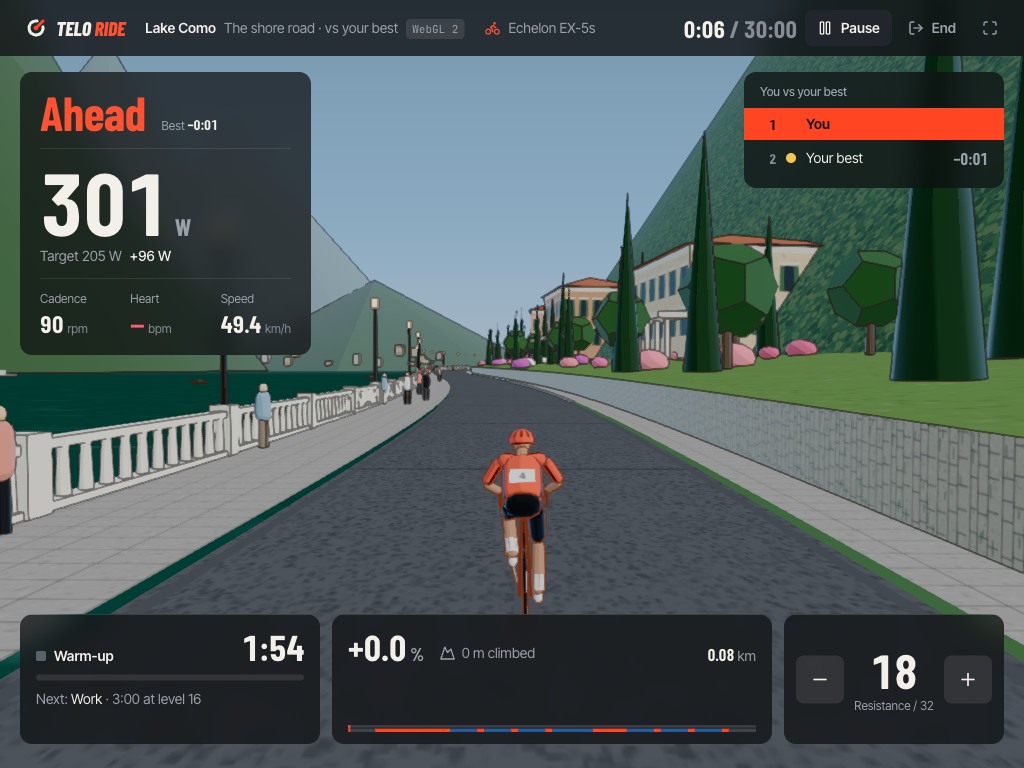 TELO RIDE Lake Como The shore road · vs your best WebGL 2 Echelon EX-5s 0:06 / 30:00 Pause End
Ahead Best −0:01
301 W
Target 205 W +96 W
Cadence Heart Speed
90 rpm – bpm 49.4 km/h
You vs your best
1 You
2 Your best −0:01
4
Warm-up 1:54
Next: Work · 3:00 at level 16
+0.0 % 0 m climbed 0.08 km
− 18 +
Resistance / 32